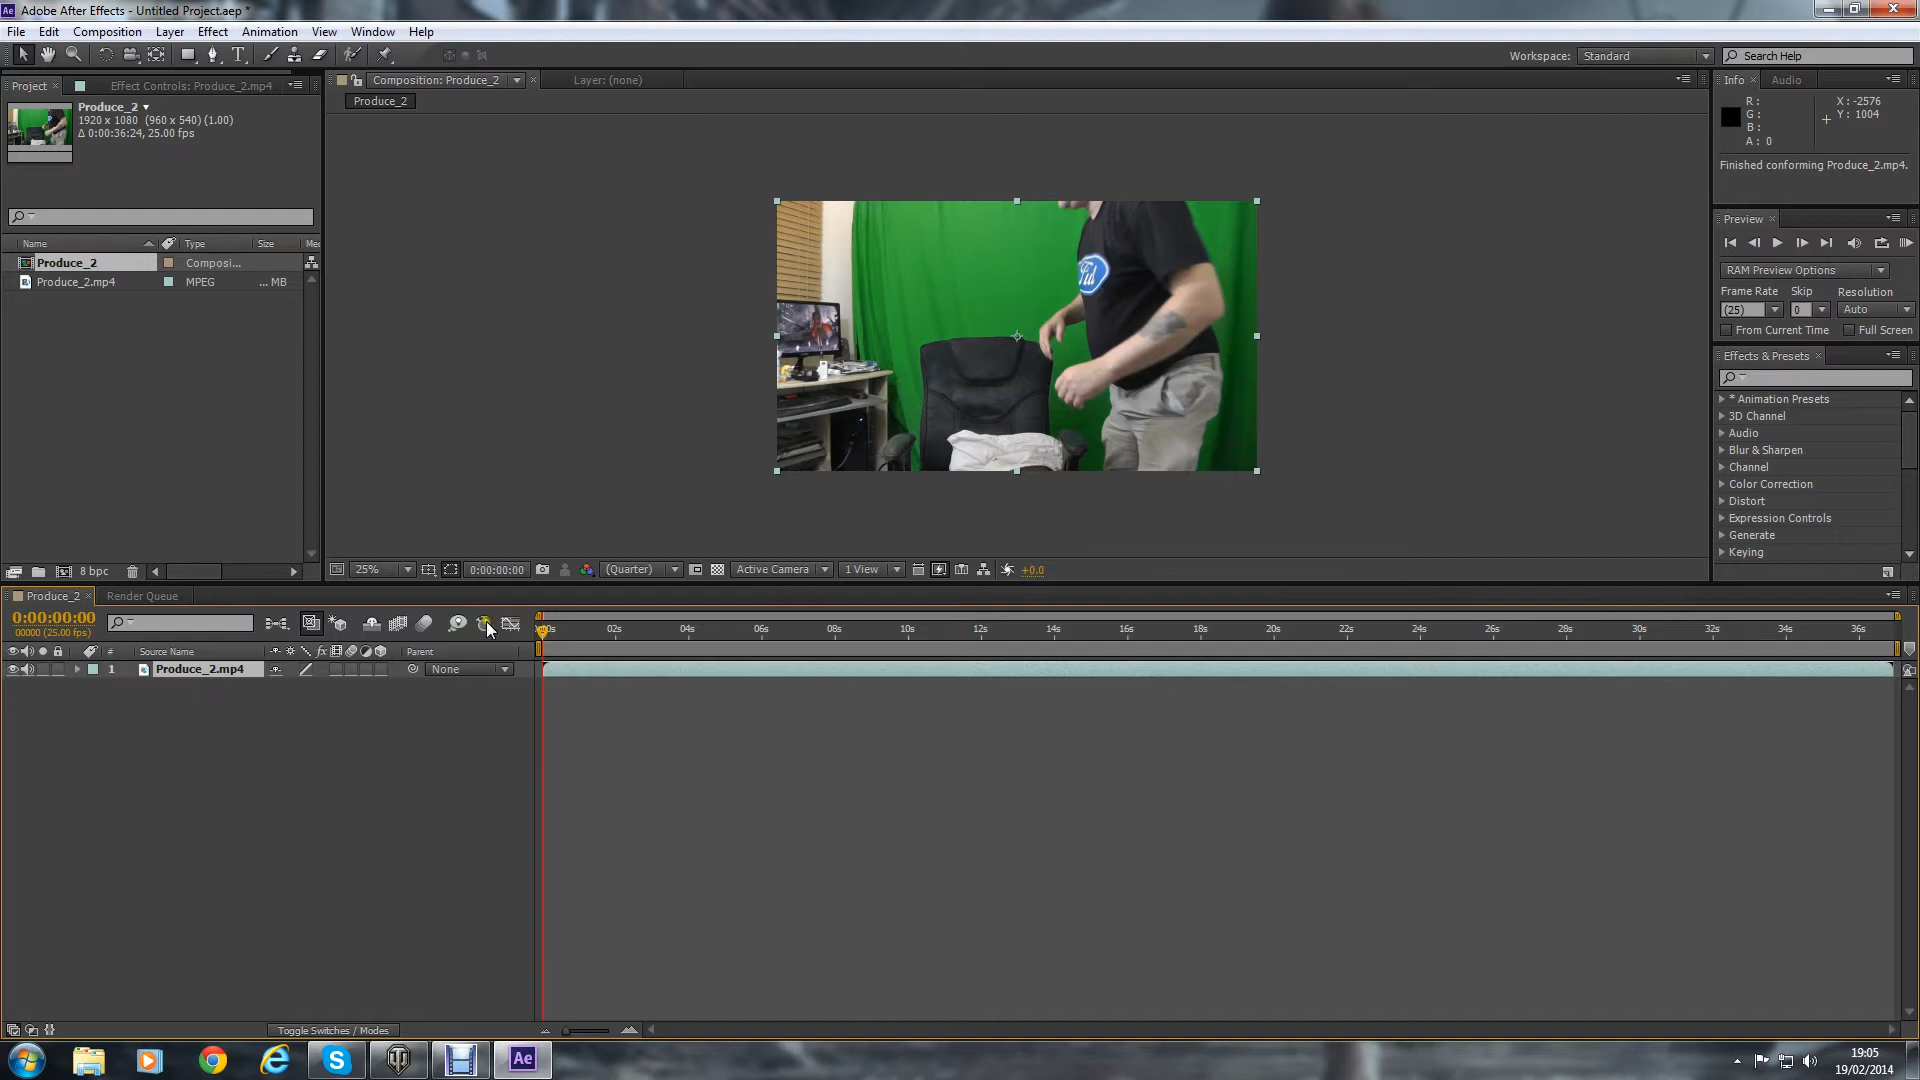 Adobe After Effects - Untitled Project.aep *
File Edit Composition Layer Effect Animation View Window Help
Workspace: Standard Search Help
Project Effect Controls: Produce_2.mp4
Composition: Produce_2 Layer: (none)
Info Audio
Produce_2
1920 x 1080 (960 x 540) (1.00)
Δ 0:00:36:24, 25.00 fps
Produce_2
R:
G:
B:
A: 0
X: -2576
Y: 1004
Finished conforming Produce_2.mp4.
Preview
RAM Preview Options
Frame Rate Skip Resolution
(25) 0 Auto
From Current Time Full Screen
Effects & Presets
* Animation Presets
3D Channel
Audio
Blur & Sharpen
Channel
Color Correction
Distort
Expression Controls
Generate
Keying
Name Type Size Me
Produce_2 Composi...
Produce_2.mp4 MPEG ... MB
8 bpc
25% 0:00:00:00 (Quarter) Active Camera 1 View +0.0
Produce_2 Render Queue
0:00:00:00
00000 (25.00 fps)
02s 04s 06s 08s 10s 12s 14s 16s 18s 20s 22s 24s 26s 28s 30s 32s 34s 36s
# Source Name Parent
1 Produce_2.mp4 None
Toggle Switches / Modes
Ae
19:05
19/02/2014